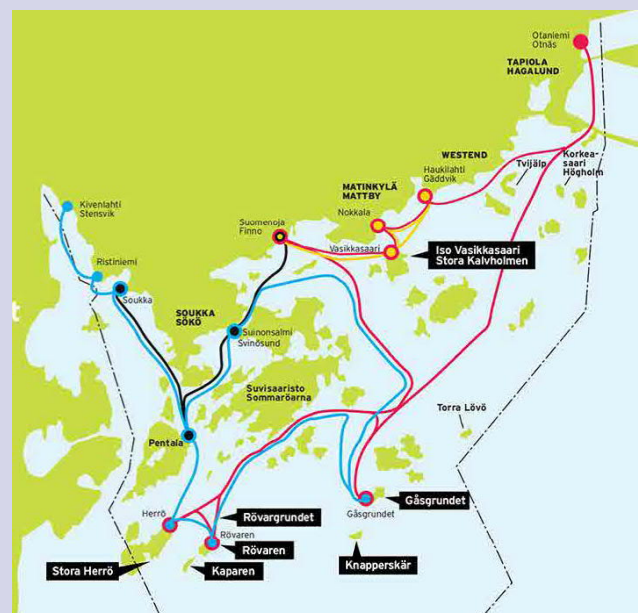 Otaniemi
Otnäs
TAPIOLA
HAGALUND
WESTEND
Tvijälp
Korkea-
saari
Högholm
Haukilahti
Gäddvik
MATINKYLÄ
MATTBY
Nokkala
Vasikkasaari
Iso Vasikkasaari
Stora Kalvholmen
Kivenlahti
Stensvik
Suomenoja
Finno
Ristiniemi
Soukka
SOUKKA
SÖKÖ
Suinonsalmi
Svinösund
Suvisaaristo
Sommaröarna
Torra Lövö
Pentala
Gåsgrundet
Gåsgrundet
Herrö
Rövargrundet
Rövaren
Rövaren
Knapperskär
Stora Herrö
Kaparen